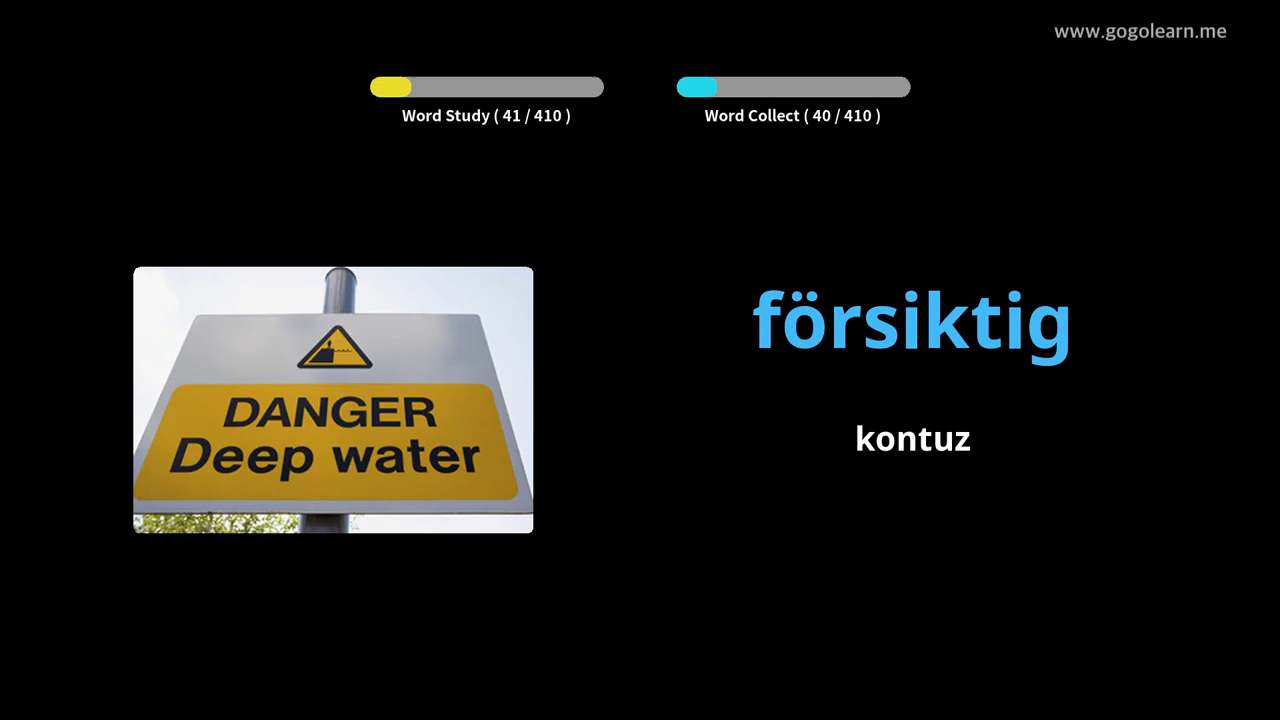 www.gogolearn.me
Word Study ( 41 / 410 )
Word Collect ( 40 / 410 )
DANGER
Deep water
försiktig
kontuz